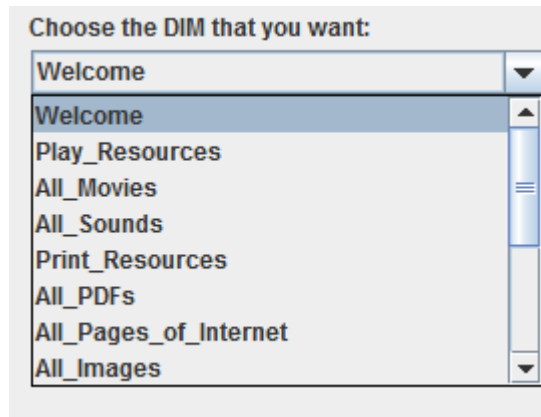 Choose the DIM that you want:
Welcome
Welcome
Play_Resources
All_Movies
All_Sounds
Print_Resources
All_PDFs
All_Pages_of_Internet
All_Images